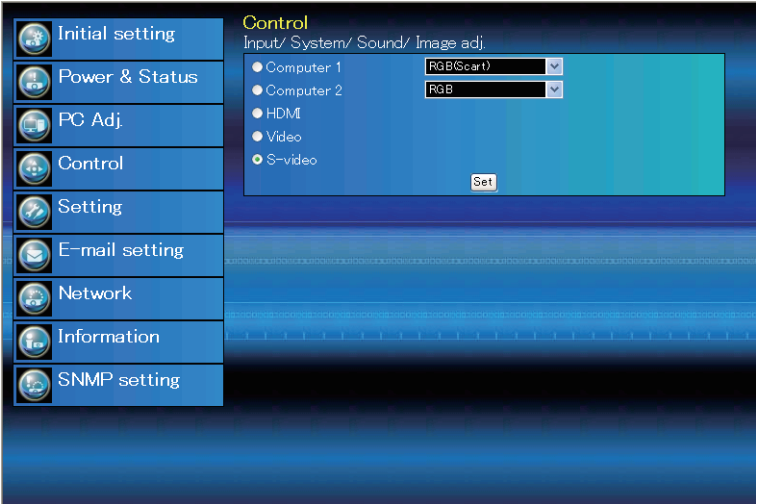 Initial setting
Power & Status
PC Adj.
Control
Setting
E-mail setting
Network
Information
SNMP setting
Control
Input/ System/ Sound/ Image adj.
Computer 1 RGB(Scart)
Computer 2 RGB
HDMI
Video
S-video
Set